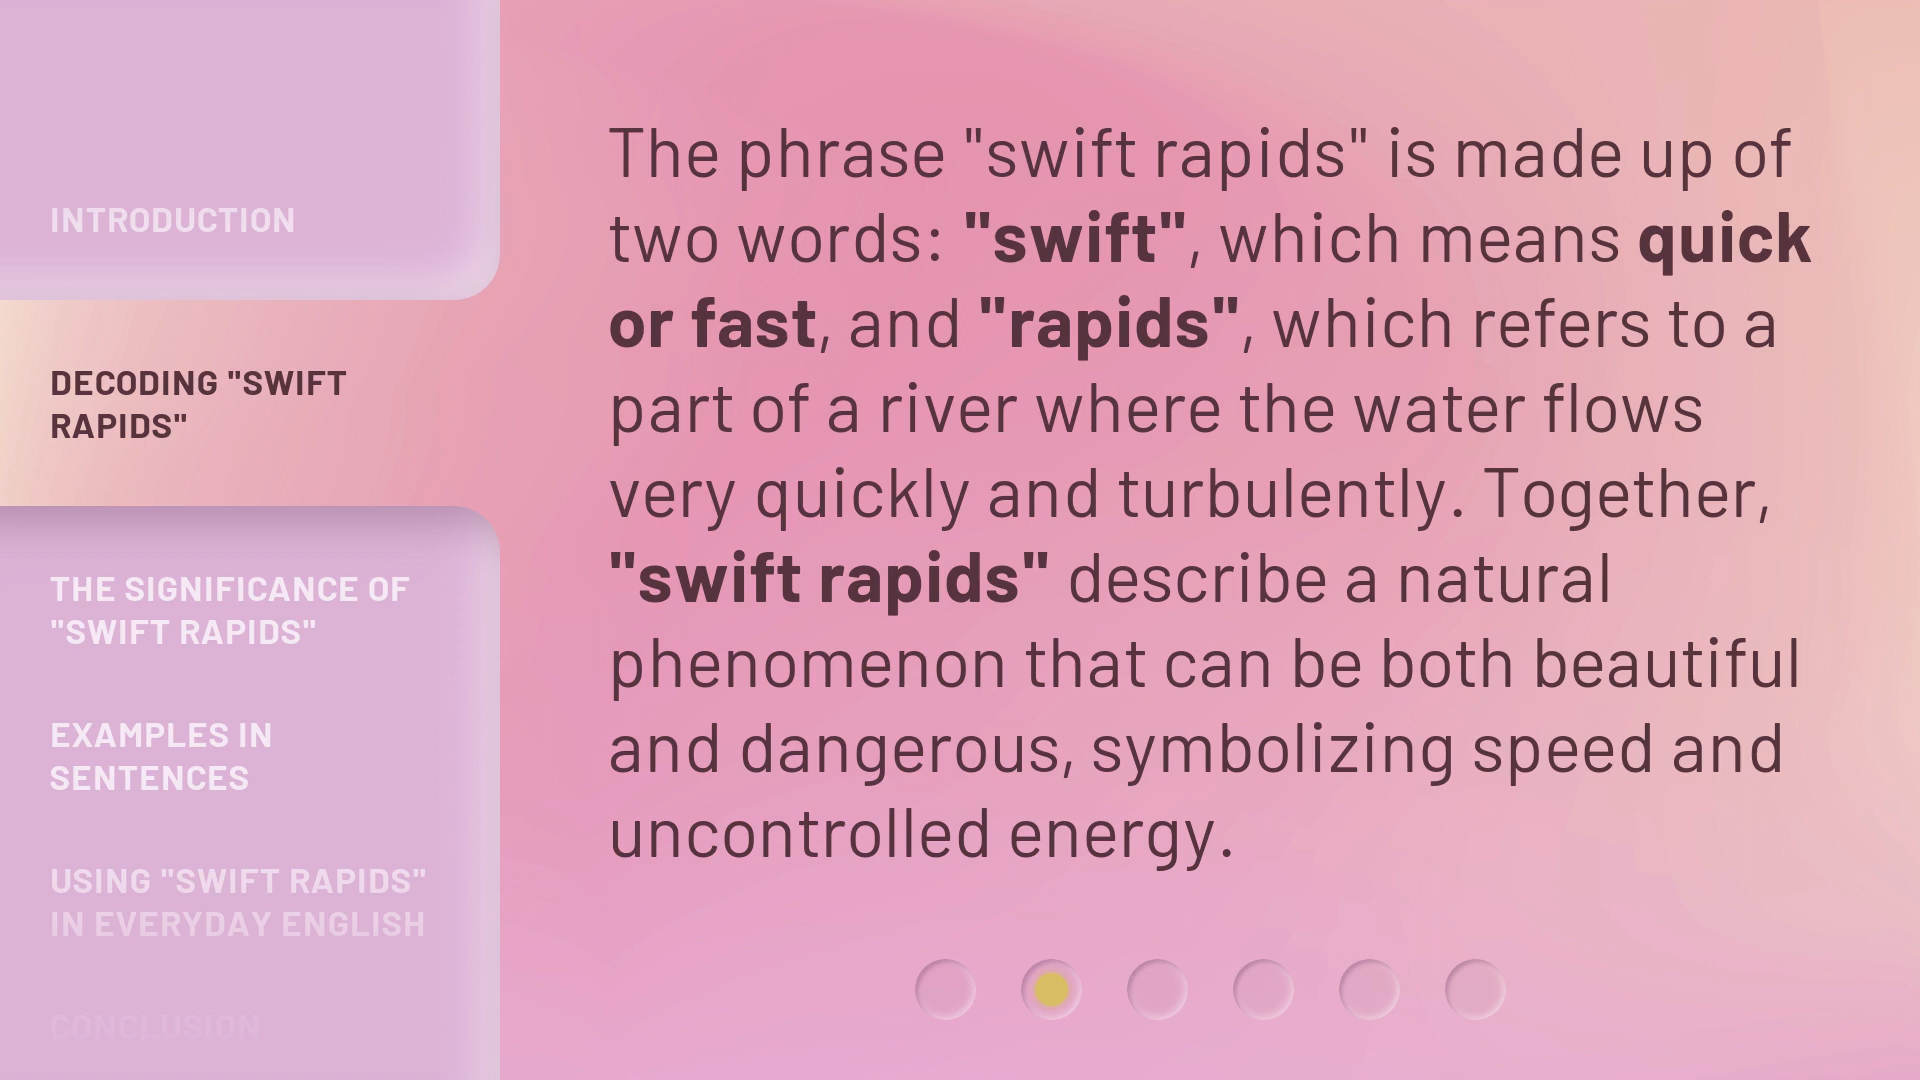 INTRODUCTION
DECODING "SWIFT
RAPIDS"
THE SIGNIFICANCE OF
"SWIFT RAPIDS"
EXAMPLES IN
SENTENCES
USING "SWIFT RAPIDS"
IN EVERYDAY ENGLISH
CONCLUSION
The phrase "swift rapids" is made up of
two words: "swift", which means quick
or fast, and "rapids", which refers to a
part of a river where the water flows
very quickly and turbulently. Together,
"swift rapids" describe a natural
phenomenon that can be both beautiful
and dangerous, symbolizing speed and
uncontrolled energy.